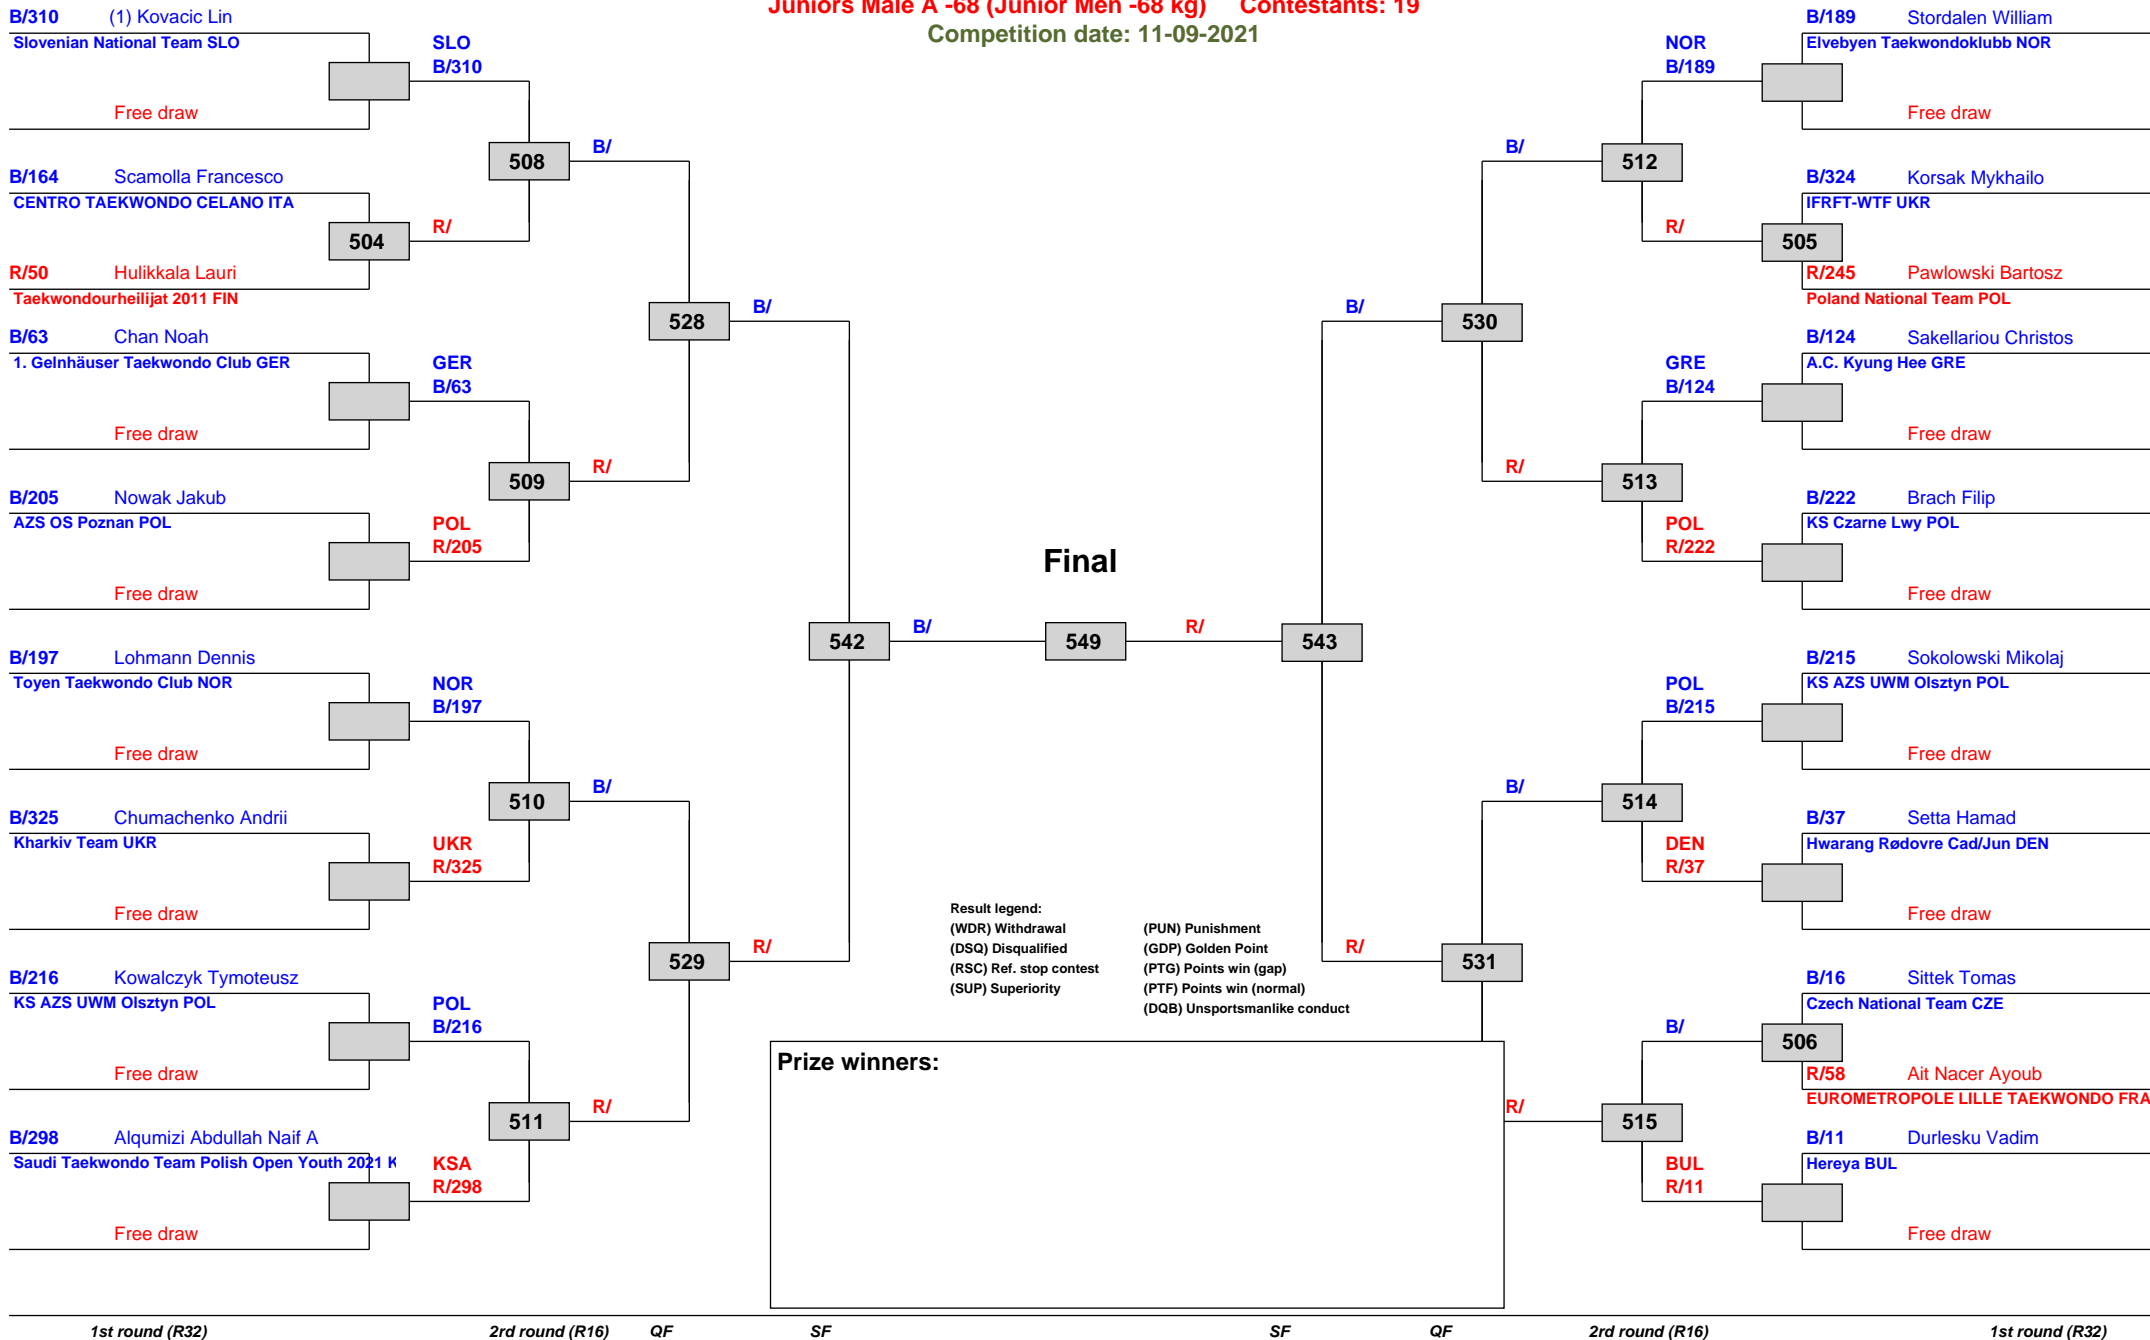 Juniors Male A -68 (Junior Men -68 kg) Contestants: 19
Competition date: 11-09-2021
B/310 (1) Kovacic Lin
Slovenian National Team SLO
Free draw
SLO
B/310
B/164 Scamolla Francesco
CENTRO TAEKWONDO CELANO ITA
504
R/
R/50 Hulikkala Lauri
Taekwondourheilijat 2011 FIN
508
B/
B/63 Chan Noah
1. Gelnhäuser Taekwondo Club GER
Free draw
GER
B/63
528
B/
B/205 Nowak Jakub
AZS OS Poznan POL
Free draw
POL
R/205
509
R/
B/197 Lohmann Dennis
Toyen Taekwondo Club NOR
Free draw
NOR
B/197
542
B/
B/325 Chumachenko Andrii
Kharkiv Team UKR
Free draw
UKR
R/325
510
B/
B/216 Kowalczyk Tymoteusz
KS AZS UWM Olsztyn POL
Free draw
POL
B/216
529
R/
B/298 Alqumizi Abdullah Naif A
Saudi Taekwondo Team Polish Open Youth 2021 K
Free draw
KSA
R/298
511
R/
Final
549
R/
543
B/189 Stordalen William
Elvebyen Taekwondoklubb NOR
Free draw
NOR
B/189
512
B/
B/324 Korsak Mykhailo
IFRFT-WTF UKR
505
R/
R/245 Pawlowski Bartosz
Poland National Team POL
530
B/
B/124 Sakellariou Christos
A.C. Kyung Hee GRE
Free draw
GRE
B/124
513
R/
B/222 Brach Filip
KS Czarne Lwy POL
Free draw
POL
R/222
B/215 Sokolowski Mikolaj
KS AZS UWM Olsztyn POL
Free draw
POL
B/215
514
B/
B/37 Setta Hamad
Hwarang Rødovre Cad/Jun DEN
Free draw
DEN
R/37
531
R/
B/16 Sittek Tomas
Czech National Team CZE
506
B/
R/58 Ait Nacer Ayoub
EUROMETROPOLE LILLE TAEKWONDO FRA
515
R/
B/11 Durlesku Vadim
Hereya BUL
Free draw
BUL
R/11
Result legend:
(WDR) Withdrawal (PUN) Punishment
(DSQ) Disqualified (GDP) Golden Point
(RSC) Ref. stop contest (PTG) Points win (gap)
(SUP) Superiority (PTF) Points win (normal)
(DQB) Unsportsmanlike conduct
Prize winners:
1st round (R32) 2rd round (R16) QF SF SF QF 2rd round (R16) 1st round (R32)